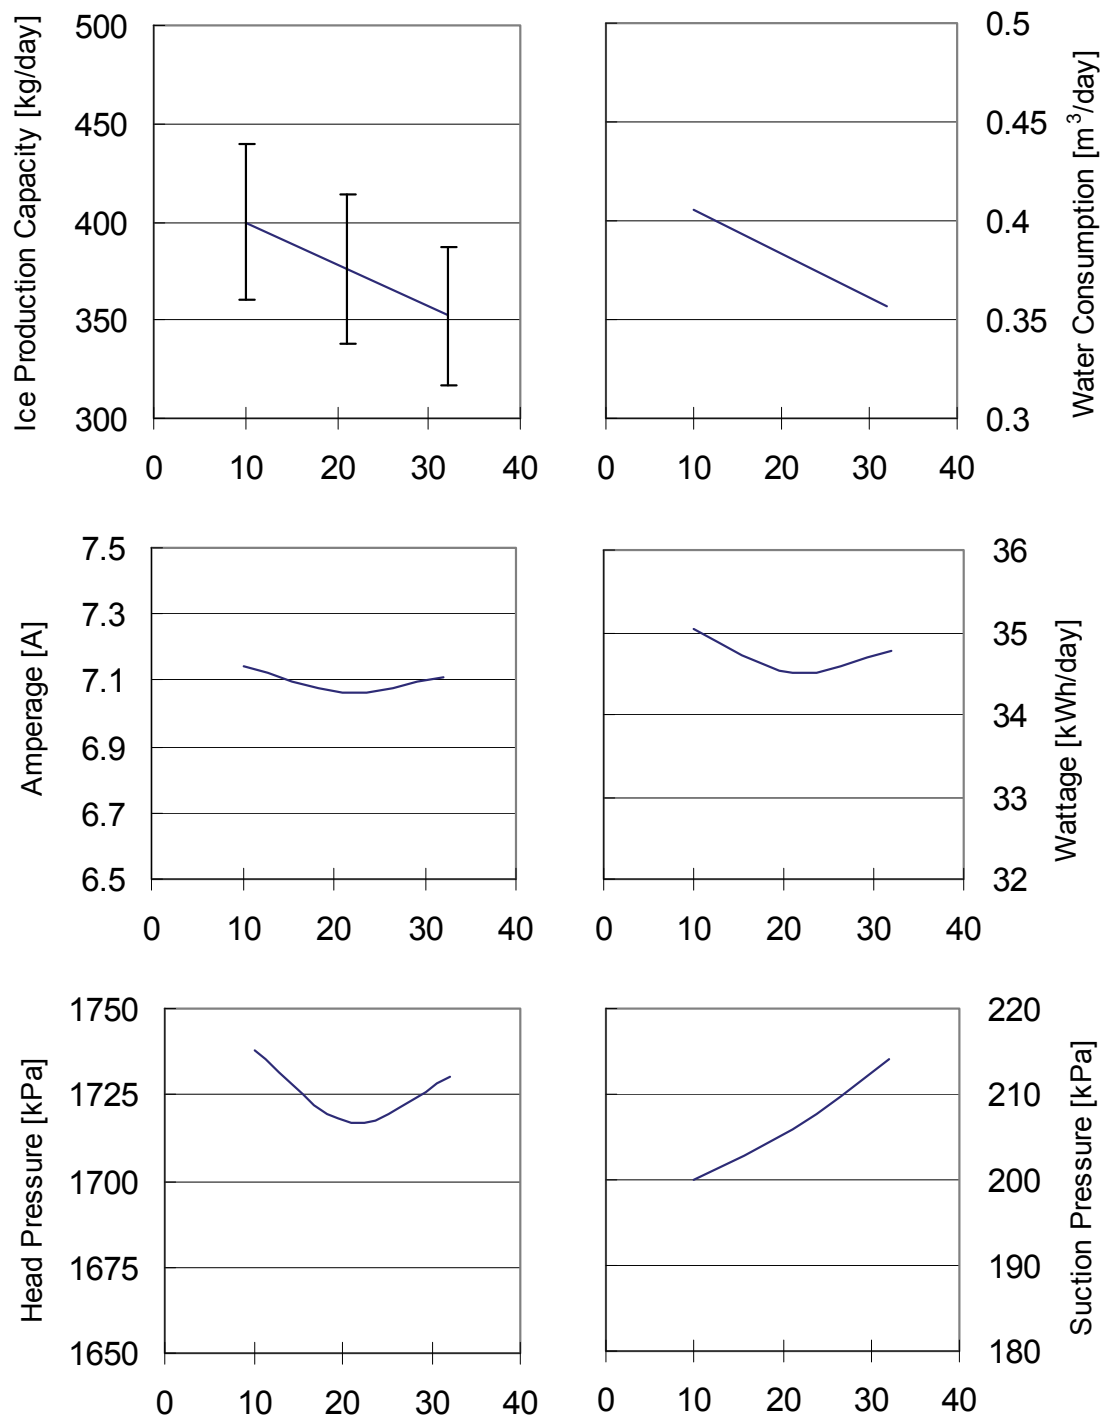 Ice Production Capacity [kg/day]
500
450
400
350
300
0 10 20 30 40
0.5
0.45
0.4
0.35
0.3
Water Consumption [m³/day]
0 10 20 30 40
Amperage [A]
7.5
7.3
7.1
6.9
6.7
6.5
0 10 20 30 40
36
35
34
33
32
Wattage [kWh/day]
0 10 20 30 40
Head Pressure [kPa]
1750
1725
1700
1675
1650
0 10 20 30 40
220
210
200
190
180
Suction Pressure [kPa]
0 10 20 30 40